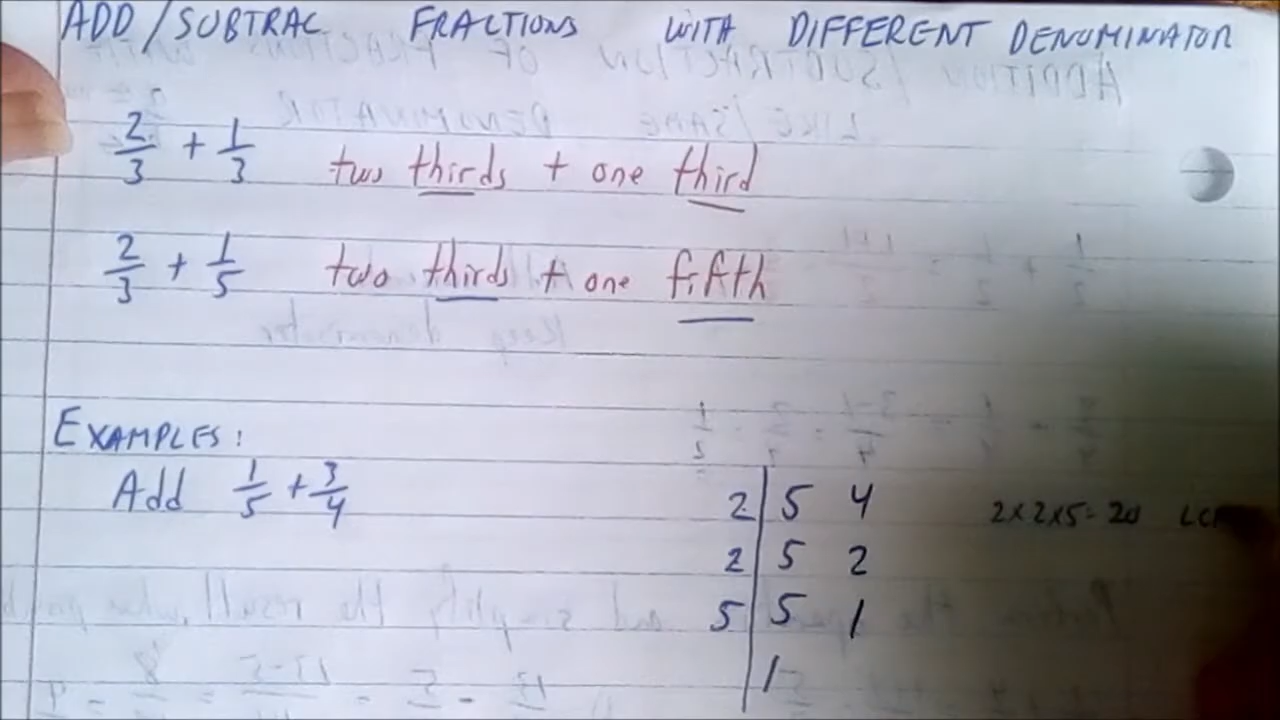 ADD/SUBTRAC FRACTIONS WITH DIFFERENT DENOMINATOR
2/3 + 1/3 two thirds + one third
2/3 + 1/5 two thirds + one fifth
EXAMPLES:
Add 1/5 + 3/4
2 | 5 4 2x2x5=20
2 | 5 2
5 | 5 1
| 1